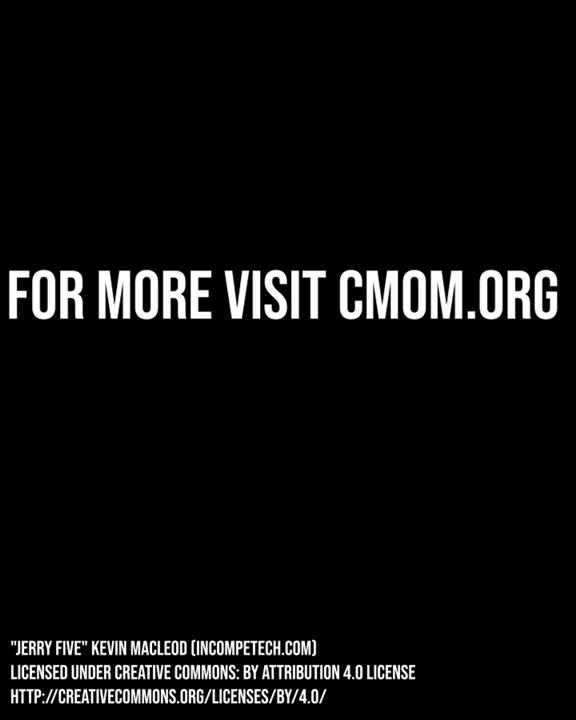 FOR MORE VISIT CMOM.ORG
"JERRY FIVE" KEVIN MACLEOD (INCOMPETECH.COM)
LICENSED UNDER CREATIVE COMMONS: BY ATTRIBUTION 4.0 LICENSE
HTTP://CREATIVECOMMONS.ORG/LICENSES/BY/4.0/